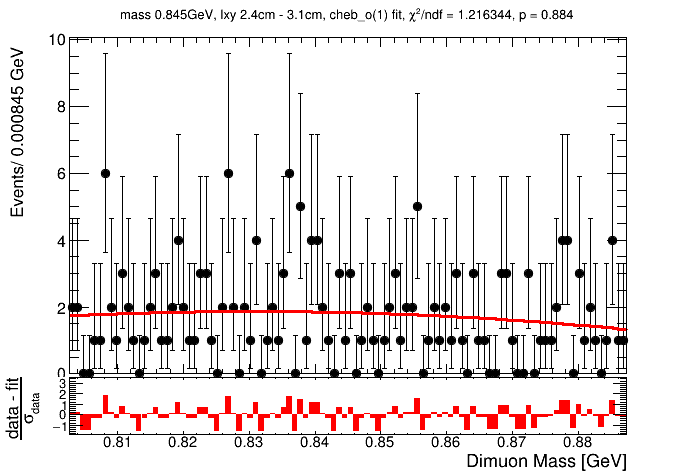 mass 0.845GeV, lxy 2.4cm - 3.1cm, cheb_o(1) fit, χ²/ndf = 1.216344, p = 0.884
Events/ 0.000845 GeV
10
8
6
4
2
0
data - fit
σdata
3
2
1
0
−1
0.81 0.82 0.83 0.84 0.85 0.86 0.87 0.88
Dimuon Mass [GeV]